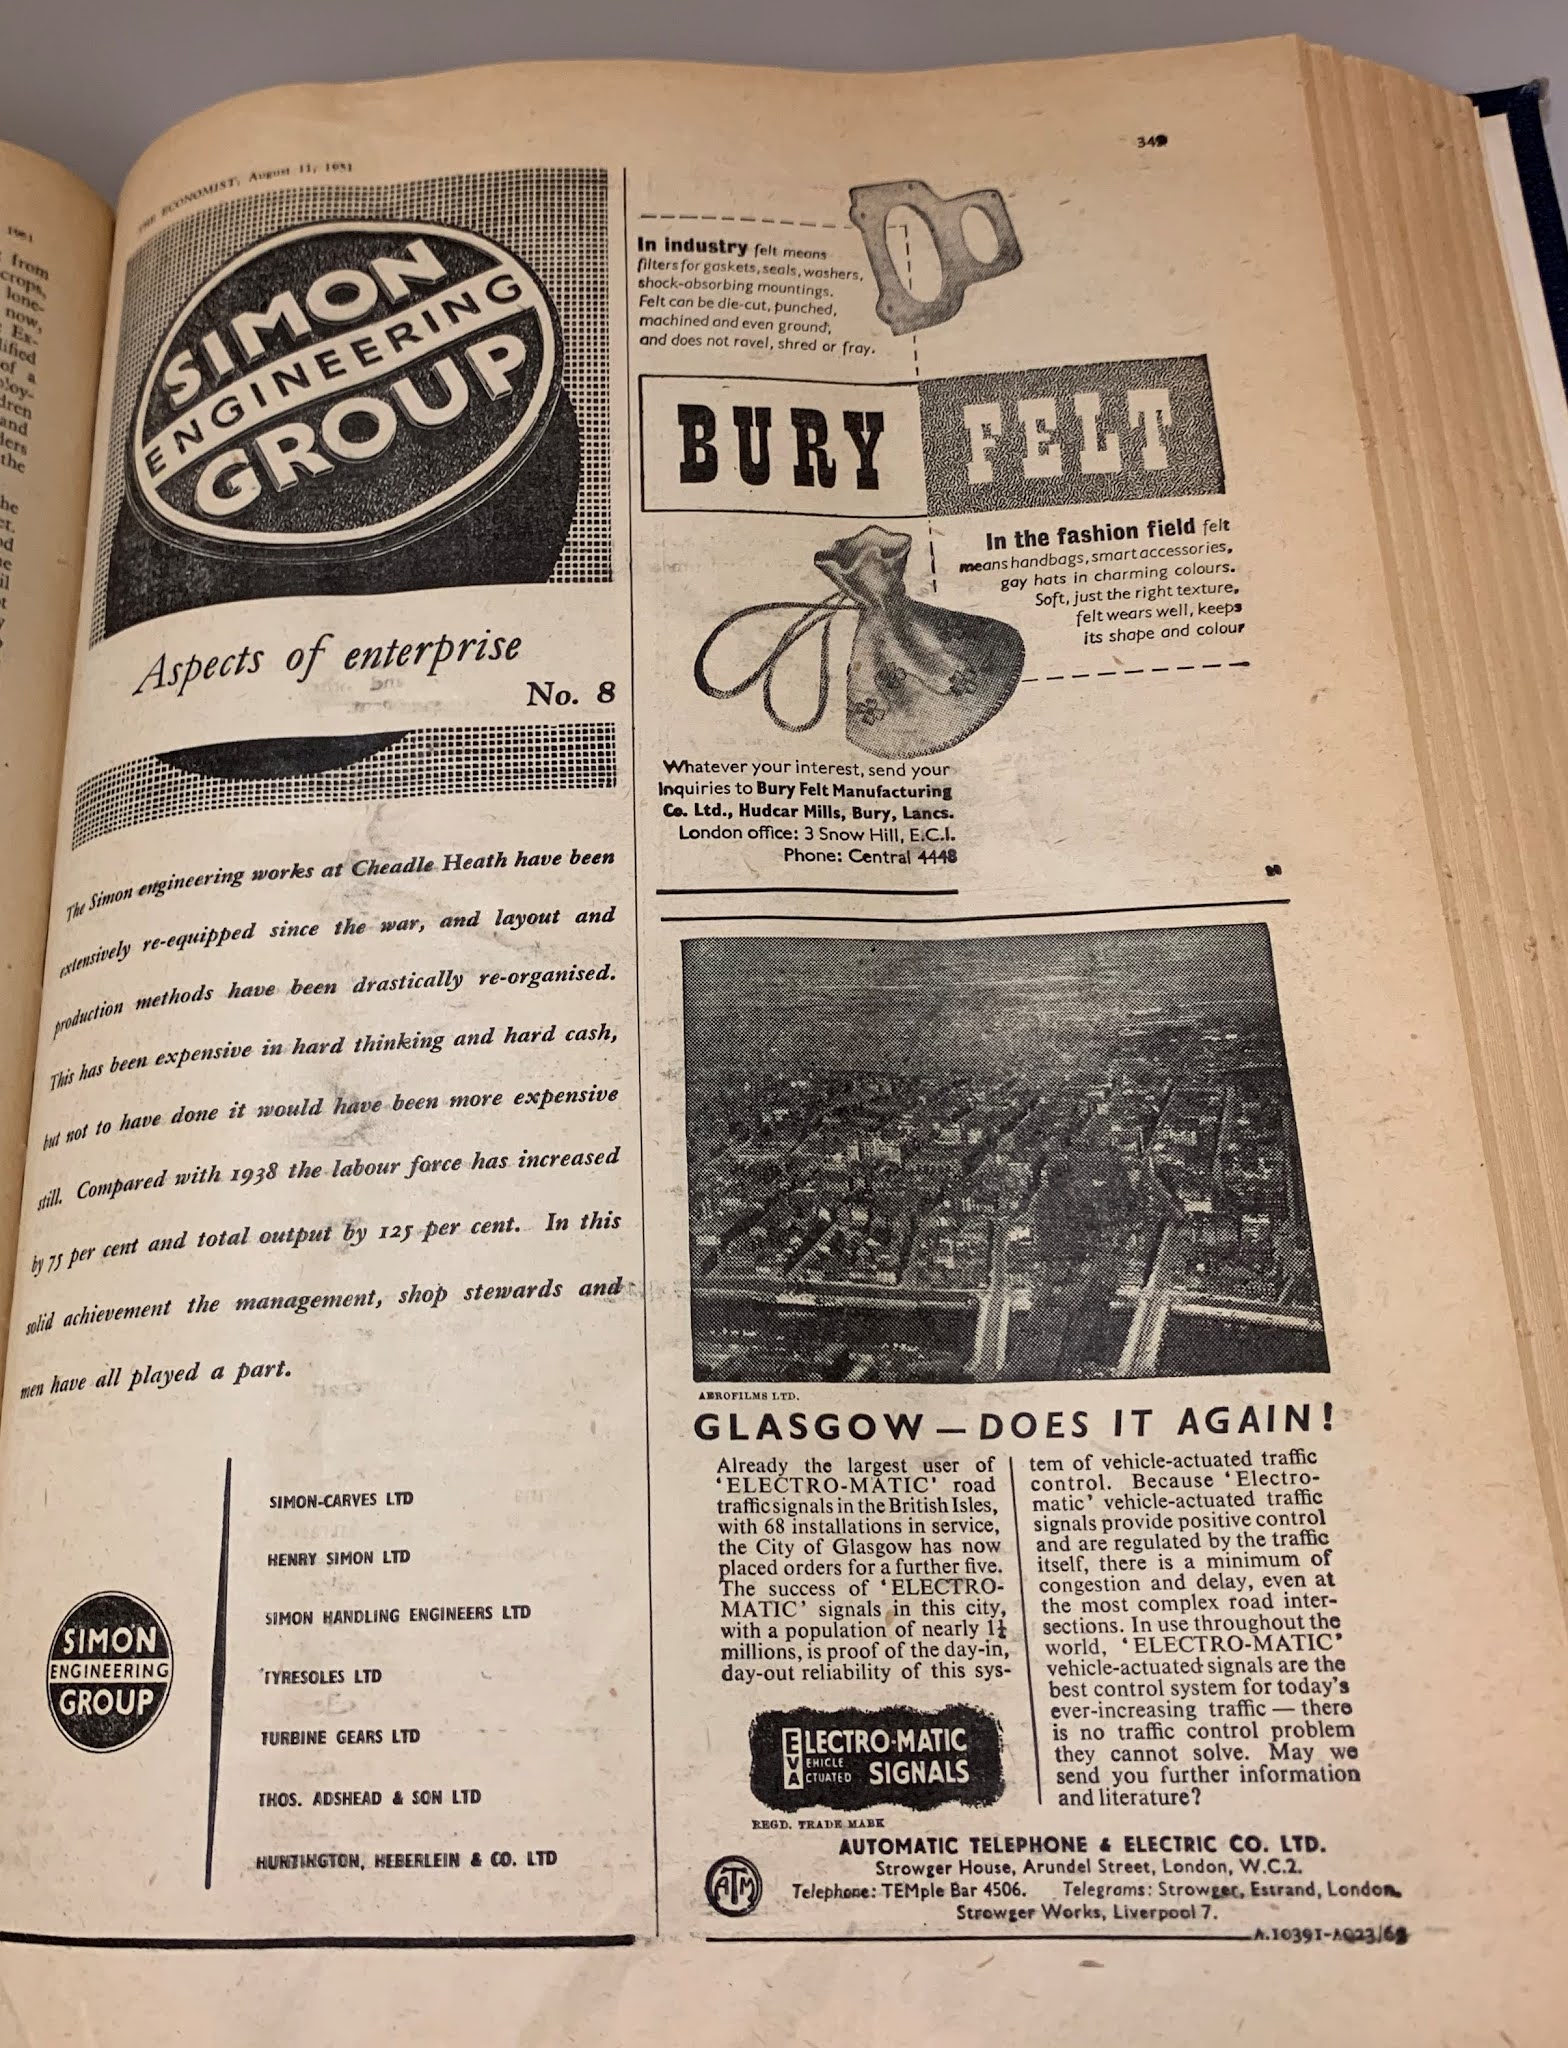 1951
from
crops,
lone-
now,
Ex-
lified
of a
ploy-
dren
and
ders
the
THE ECONOMIST, August 11, 1951
349
SIMON
ENGINEERING
GROUP
Aspects of enterprise
No. 8
The Simon engineering works at Cheadle Heath have been
extensively re-equipped since the war, and layout and
production methods have been drastically re-organised.
This has been expensive in hard thinking and hard cash,
but not to have done it would have been more expensive
still. Compared with 1938 the labour force has increased
by 75 per cent and total output by 125 per cent. In this
solid achievement the management, shop stewards and
men have all played a part.
SIMON
ENGINEERING
GROUP
SIMON-CARVES LTD
HENRY SIMON LTD
SIMON HANDLING ENGINEERS LTD
TYRESOLES LTD
TURBINE GEARS LTD
THOS. ADSHEAD & SON LTD
HUNTINGTON, HEBERLEIN & CO. LTD
In industry felt means
filters for gaskets, seals, washers,
shock-absorbing mountings.
Felt can be die-cut, punched,
machined and even ground,
and does not ravel, shred or fray.
BURY FELT
In the fashion field felt
means handbags, smart accessories,
gay hats in charming colours.
Soft, just the right texture,
felt wears well, keeps
its shape and colour
Whatever your interest, send your
Inquiries to Bury Felt Manufacturing
Co. Ltd., Hudcar Mills, Bury, Lancs.
London office: 3 Snow Hill, E.C.I.
Phone: Central 4448
AEROFILMS LTD.
GLASGOW — DOES IT AGAIN!
Already the largest user of
‘ELECTRO-MATIC’ road
traffic signals in the British Isles,
with 68 installations in service,
the City of Glasgow has now
placed orders for a further five.
The success of ‘ELECTRO-
MATIC’ signals in this city,
with a population of nearly 1¼
millions, is proof of the day-in,
day-out reliability of this sys-
tem of vehicle-actuated traffic
control. Because ‘Electro-
matic’ vehicle-actuated traffic
signals provide positive control
and are regulated by the traffic
itself, there is a minimum of
congestion and delay, even at
the most complex road inter-
sections. In use throughout the
world, ‘ELECTRO-MATIC’
vehicle-actuated signals are the
best control system for today's
ever-increasing traffic — there
is no traffic control problem
they cannot solve. May we
send you further information
and literature?
ELECTRO-MATIC
VEHICLE
ACTUATED SIGNALS
REGD. TRADE MARK
ATM
AUTOMATIC TELEPHONE & ELECTRIC CO. LTD.
Strowger House, Arundel Street, London, W.C.2.
Telephone: TEMple Bar 4506. Telegrams: Strowger, Estrand, London.
Strowger Works, Liverpool 7.